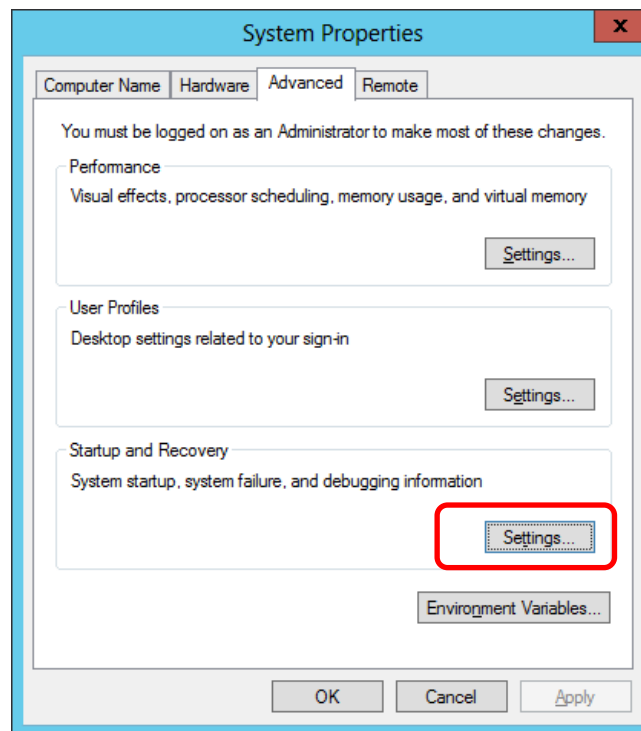 System Properties
x
Computer Name Hardware Advanced Remote
You must be logged on as an Administrator to make most of these changes.
Performance
Visual effects, processor scheduling, memory usage, and virtual memory
Settings...
User Profiles
Desktop settings related to your sign-in
Settings...
Startup and Recovery
System startup, system failure, and debugging information
Settings...
Environment Variables...
OK Cancel Apply